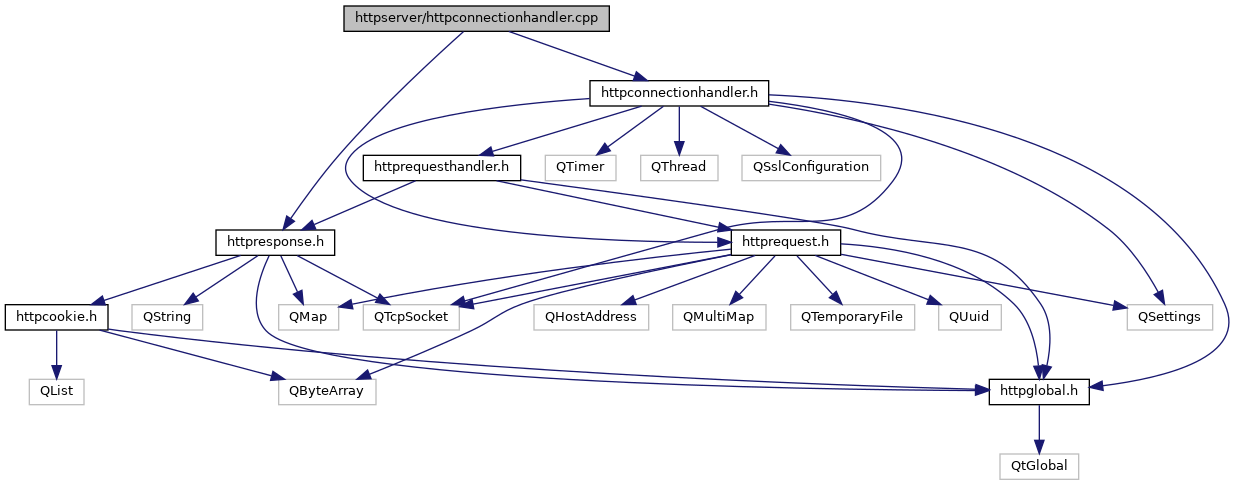 httpserver/httpconnectionhandler.cpp
httpconnectionhandler.h
httprequesthandler.h
QTimer
QThread
QSslConfiguration
httpresponse.h
httprequest.h
httpcookie.h
QString
QMap
QTcpSocket
QHostAddress
QMultiMap
QTemporaryFile
QUuid
QSettings
QList
QByteArray
httpglobal.h
QtGlobal